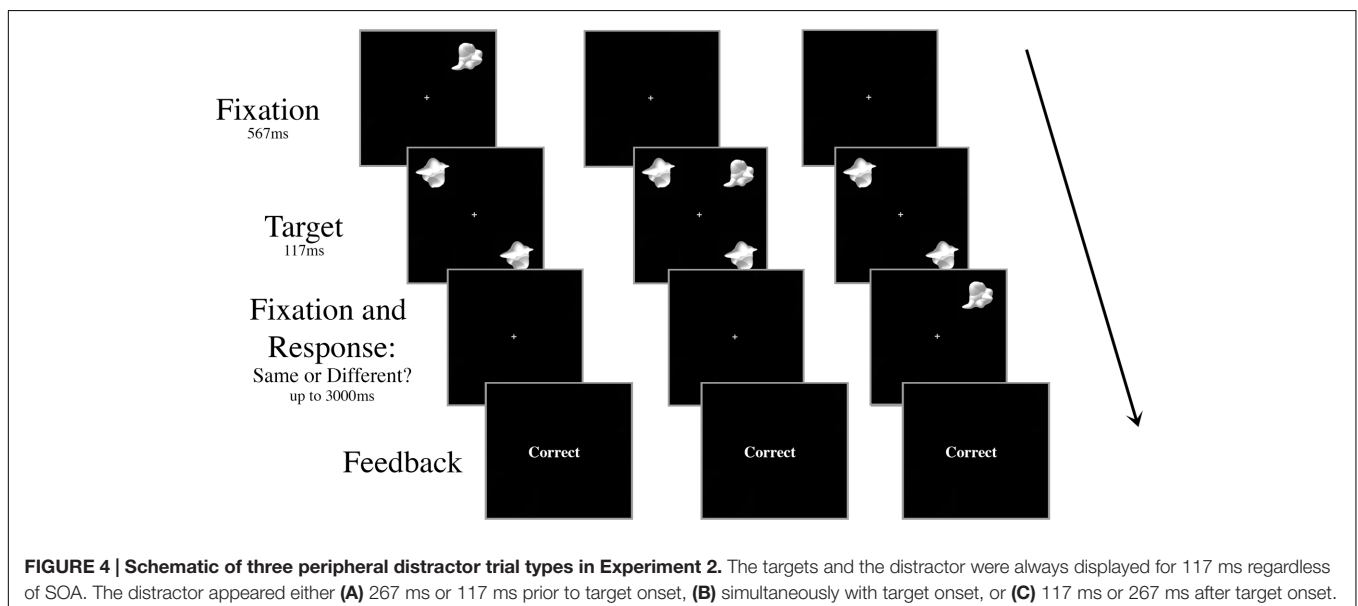 Fixation
567ms
Target
117ms
Fixation and
Response:
Same or Different?
up to 3000ms
Feedback
Correct
Correct
Correct
FIGURE 4 | Schematic of three peripheral distractor trial types in Experiment 2. The targets and the distractor were always displayed for 117 ms regardless
of SOA. The distractor appeared either (A) 267 ms or 117 ms prior to target onset, (B) simultaneously with target onset, or (C) 117 ms or 267 ms after target onset.